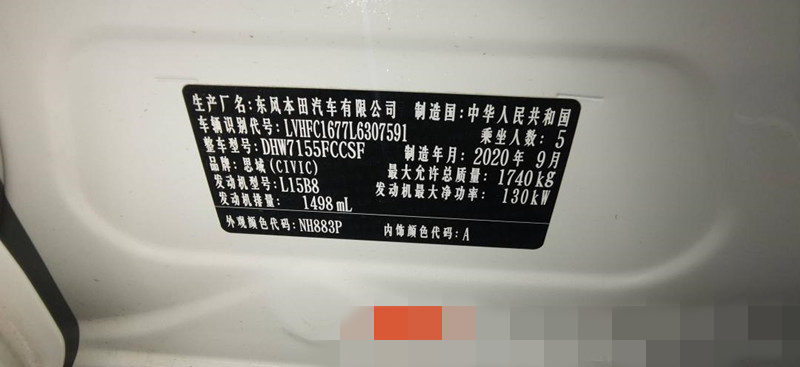 生产厂名:东风本田汽车有限公司 制造国:中华人民共和国
车辆识别代号:LVHFC1677L6307591 乘坐人数:5
整车型号:DHW7155FCCSF 制造年月:2020年9月
品牌:思域(CIVIC) 最大允许总质量:1740kg
发动机型号:L15B8 发动机最大净功率:130kW
发动机排量:1498mL
外观颜色代码:NH883P 内饰颜色代码:A